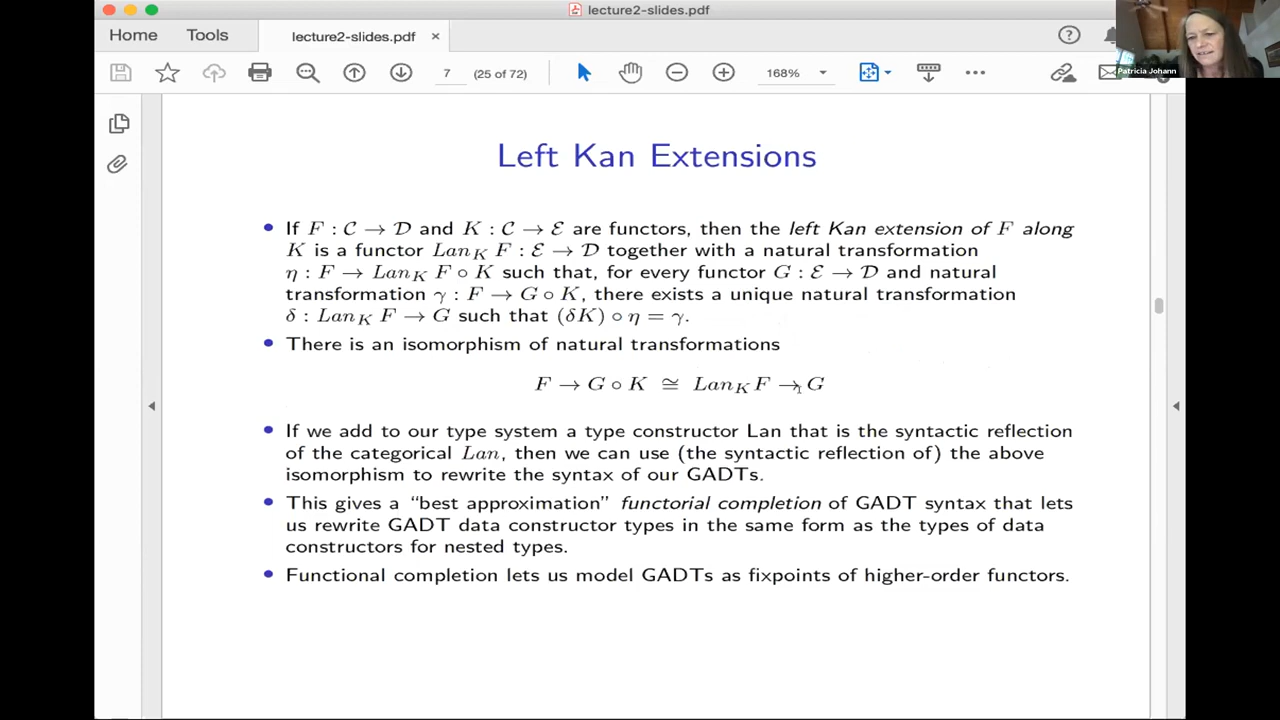 lecture2-slides.pdf
Home Tools lecture2-slides.pdf ×
7 (25 of 72) 168%
Patricia Johann
Left Kan Extensions
• If F : C → D and K : C → E are functors, then the left Kan extension of F along
K is a functor Lan_K F : E → D together with a natural transformation
η : F → Lan_K F ∘ K such that, for every functor G : E → D and natural
transformation γ : F → G ∘ K, there exists a unique natural transformation
δ : Lan_K F → G such that (δK) ∘ η = γ.
• There is an isomorphism of natural transformations
F → G ∘ K ≅ Lan_K F → G
• If we add to our type system a type constructor Lan that is the syntactic reflection
of the categorical Lan, then we can use (the syntactic reflection of) the above
isomorphism to rewrite the syntax of our GADTs.
• This gives a “best approximation” functorial completion of GADT syntax that lets
us rewrite GADT data constructor types in the same form as the types of data
constructors for nested types.
• Functional completion lets us model GADTs as fixpoints of higher-order functors.